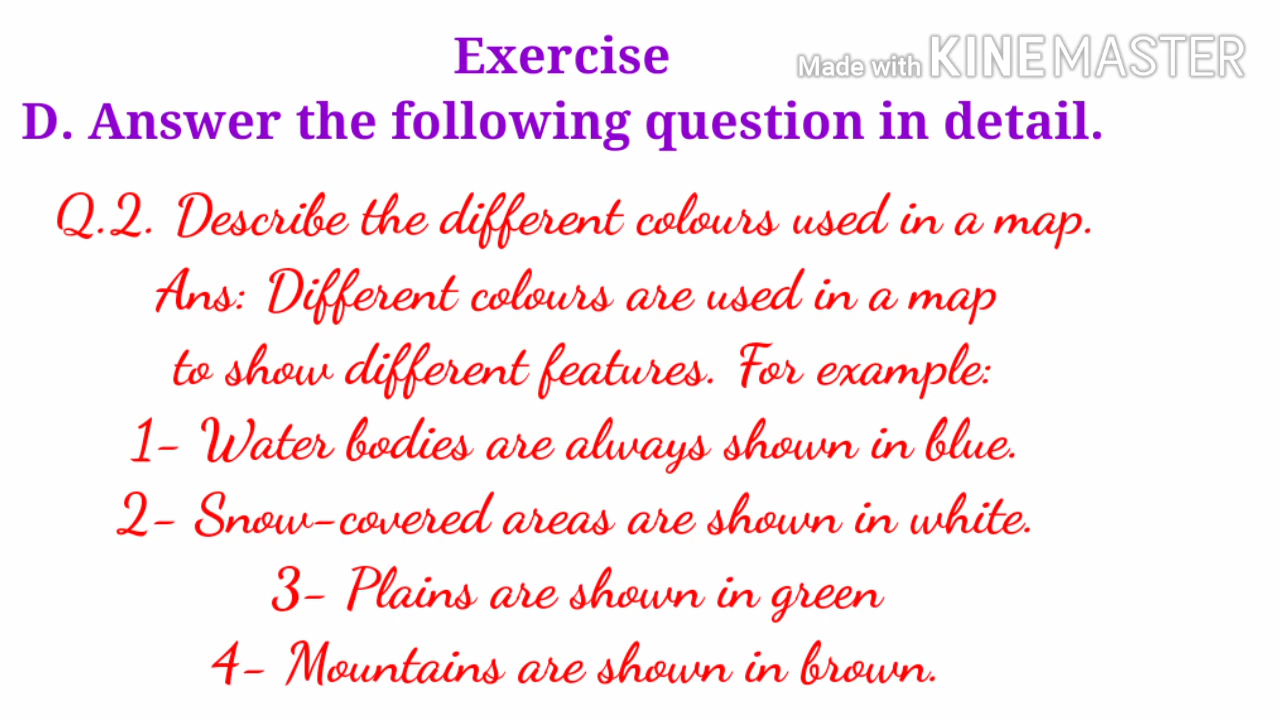 Exercise
Made with KINEMASTER
D. Answer the following question in detail.
Q.2. Describe the different colours used in a map.
Ans: Different colours are used in a map
to show different features. For example:
1- Water bodies are always shown in blue.
2- Snow-covered areas are shown in white.
3- Plains are shown in green
4- Mountains are shown in brown.